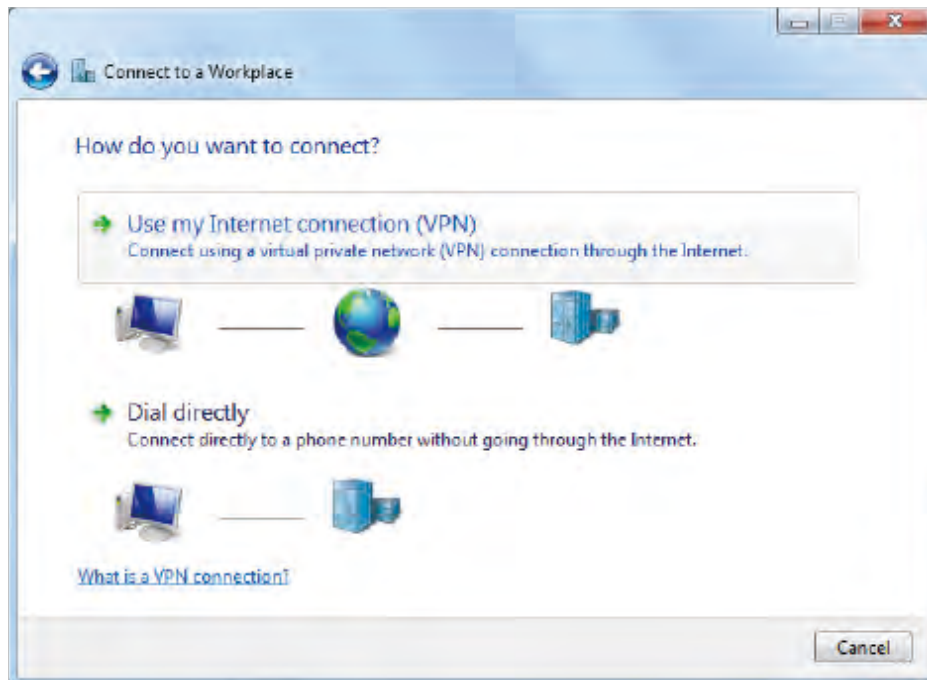 Connect to a Workplace
How do you want to connect?
Use my Internet connection (VPN)
Connect using a virtual private network (VPN) connection through the Internet.
Dial directly
Connect directly to a phone number without going through the Internet.
What is a VPN connection?
Cancel